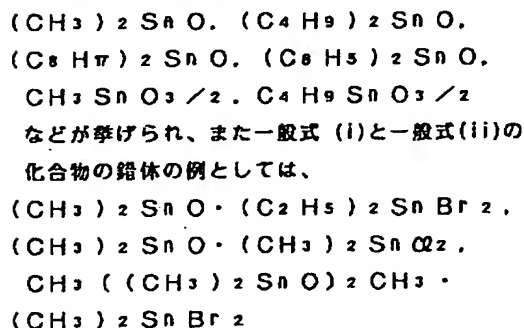 (CH3)2SnO. (C4H9)2SnO.
(C8H17)2SnO. (C6H5)2SnO.
CH3SnO3/2. C4H9SnO3/2
などが挙げられ、また一般式(i)と一般式(ii)の
化合物の錯体の例としては、
(CH3)2SnO・(C2H5)2SnBr2,
(CH3)2SnO・(CH3)2SnCl2,
CH3((CH3)2SnO)2CH3・
(CH3)2SnBr2